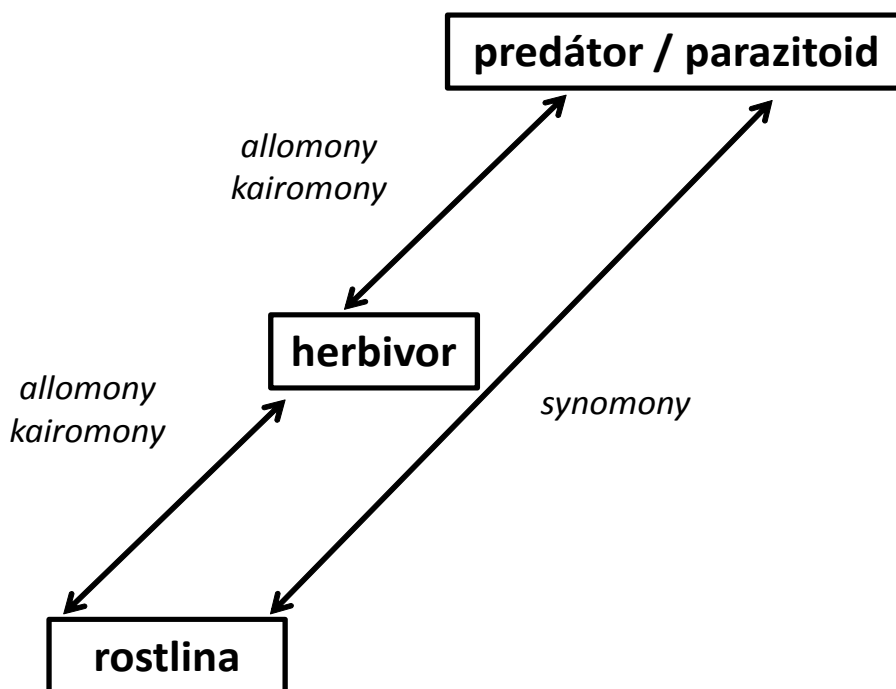 predátor / parazitoid
allomony
kairomony
herbivor
allomony
kairomony
synomony
rostlina